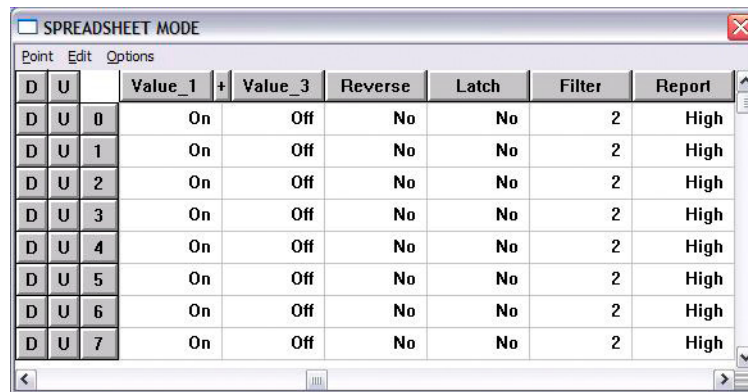 SPREADSHEET MODE
Point Edit Options
D U Value_1 + Value_3 Reverse Latch Filter Report
D U 0 On Off No No 2 High
D U 1 On Off No No 2 High
D U 2 On Off No No 2 High
D U 3 On Off No No 2 High
D U 4 On Off No No 2 High
D U 5 On Off No No 2 High
D U 6 On Off No No 2 High
D U 7 On Off No No 2 High